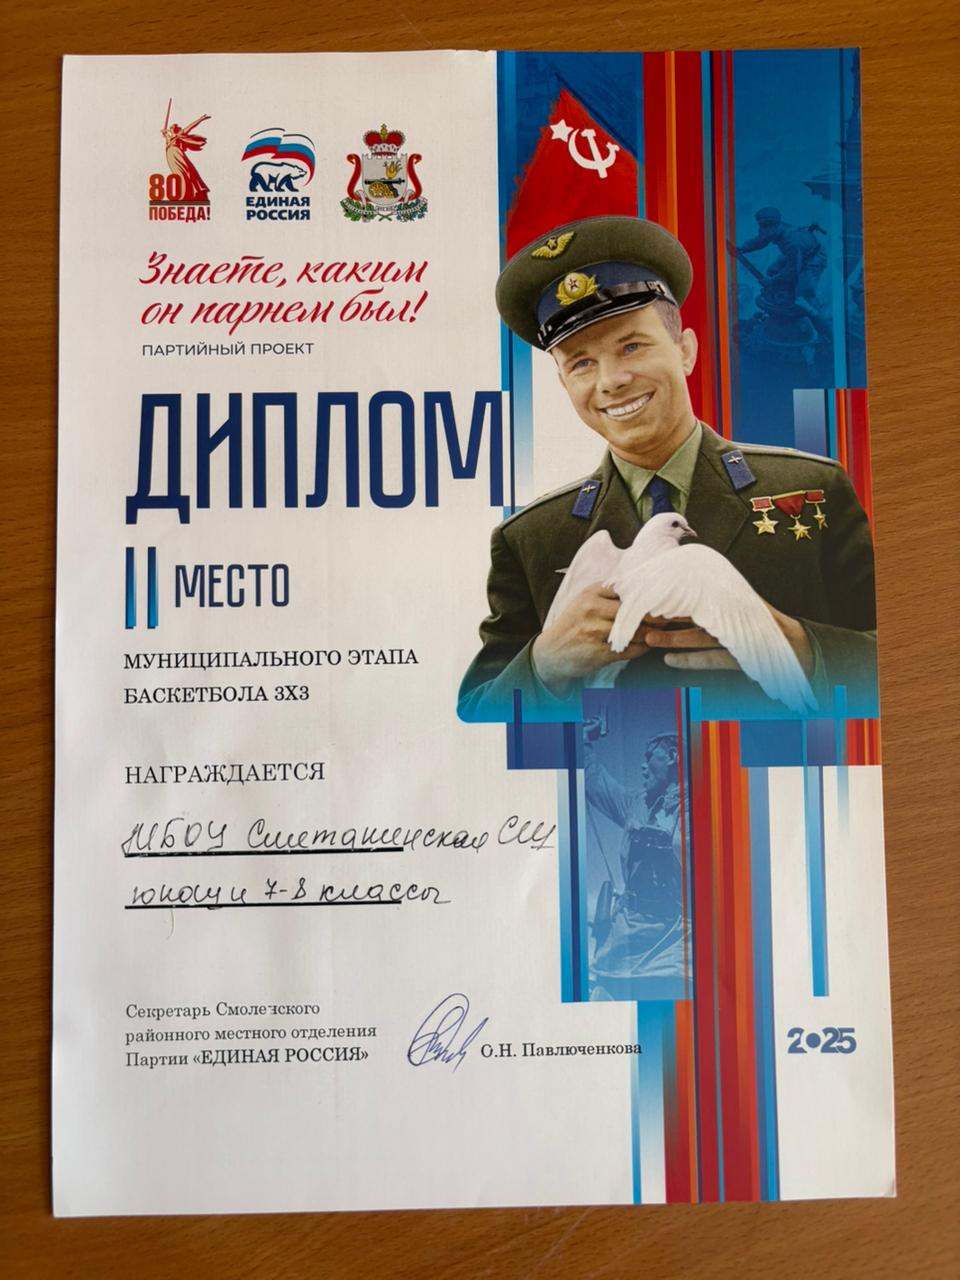 80
ПОБЕДА!
ЕДИНАЯ
РОССИЯ
Знаете, каким
он парнем был!
ПАРТИЙНЫЙ ПРОЕКТ
ДИПЛОМ
II МЕСТО
МУНИЦИПАЛЬНОГО ЭТАПА
БАСКЕТБОЛА 3Х3
НАГРАЖДАЕТСЯ
МБОУ Сметанинская СШ
юноши 7-8 классы
Секретарь Смоленского
районного местного отделения
Партии «ЕДИНАЯ РОССИЯ»
О.Н. Павлюченкова
2025